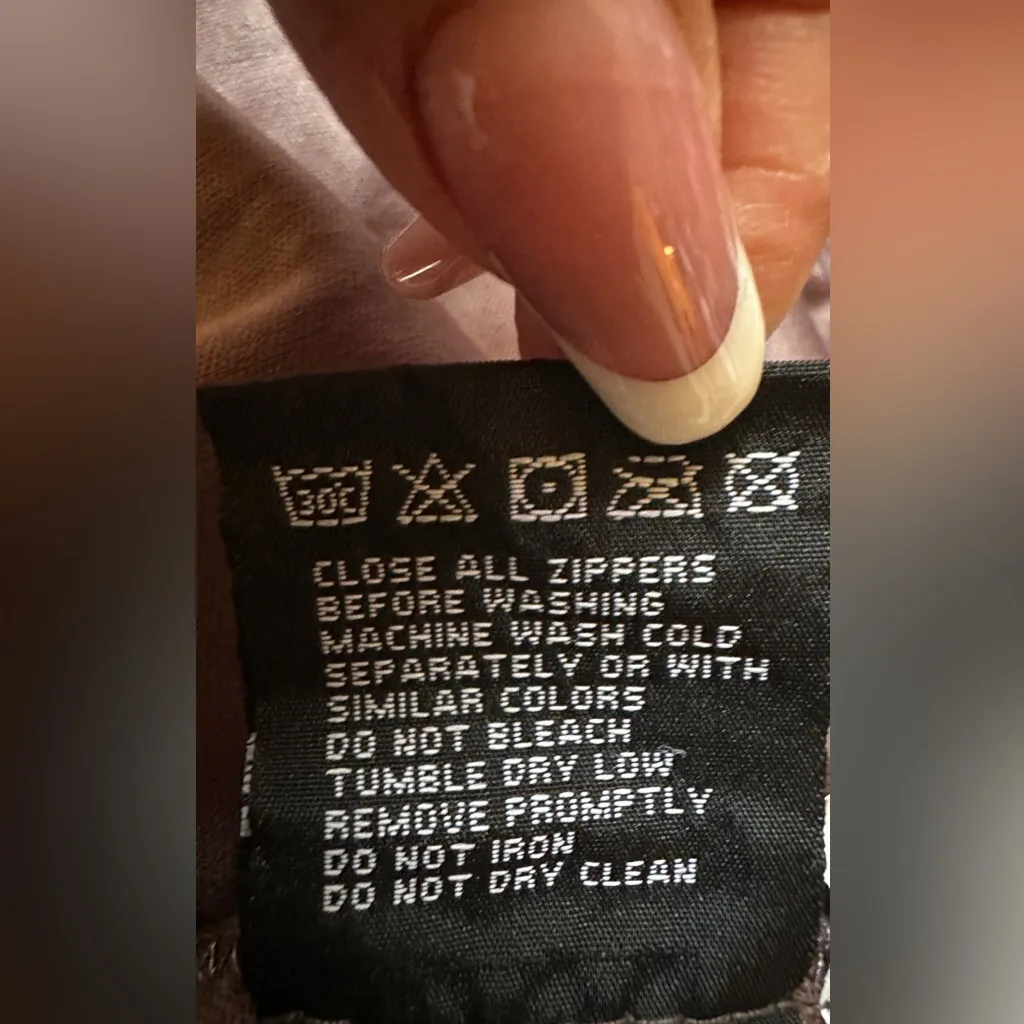 30C
CLOSE ALL ZIPPERS
BEFORE WASHING
MACHINE WASH COLD
SEPARATELY OR WITH
SIMILAR COLORS
DO NOT BLEACH
TUMBLE DRY LOW
REMOVE PROMPTLY
DO NOT IRON
DO NOT DRY CLEAN